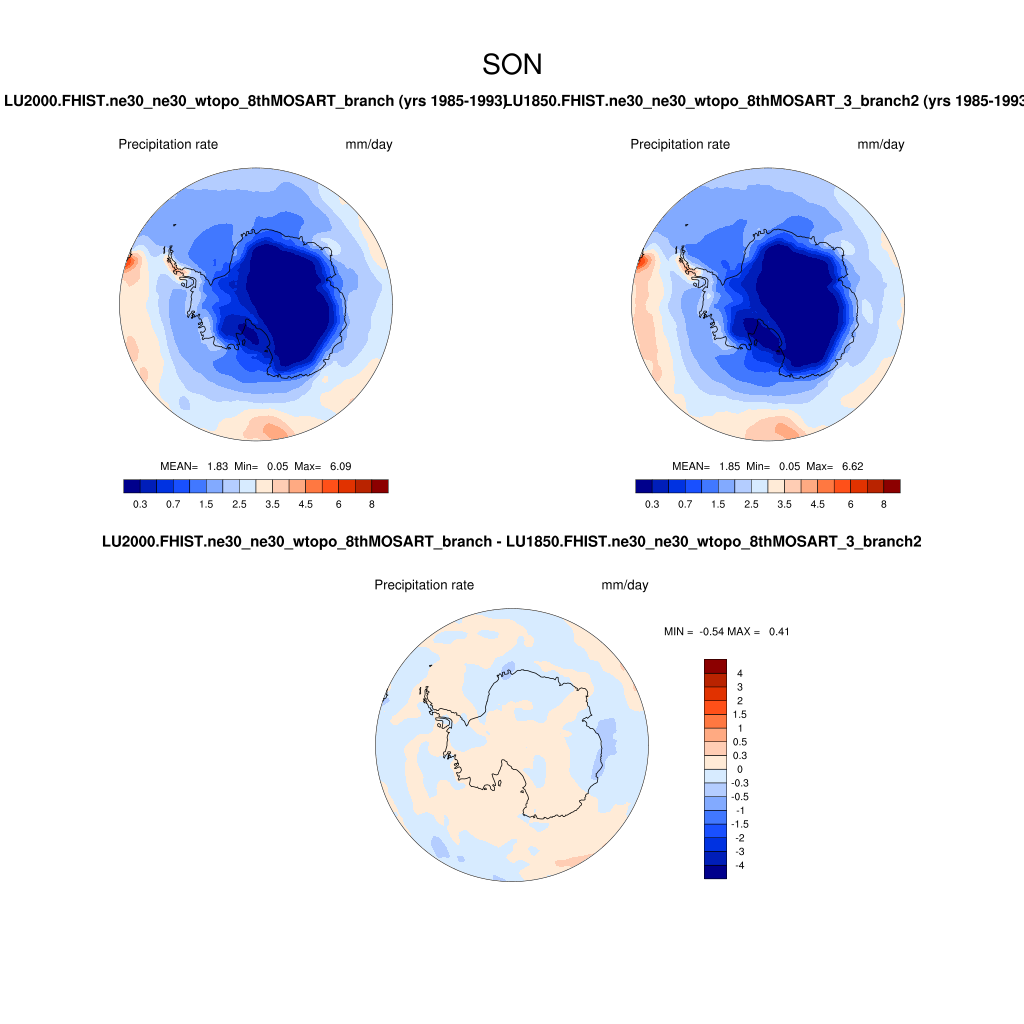 SON
LU2000.FHIST.ne30_ne30_wtopo_8thMOSART_branch (yrs 1985-1993)
LU1850.FHIST.ne30_ne30_wtopo_8thMOSART_3_branch2 (yrs 1985-1993
Precipitation rate mm/day
Precipitation rate mm/day
MEAN= 1.83 Min= 0.05 Max= 6.09
MEAN= 1.85 Min= 0.05 Max= 6.62
0.3 0.7 1.5 2.5 3.5 4.5 6 8
0.3 0.7 1.5 2.5 3.5 4.5 6 8
LU2000.FHIST.ne30_ne30_wtopo_8thMOSART_branch - LU1850.FHIST.ne30_ne30_wtopo_8thMOSART_3_branch2
Precipitation rate mm/day
MIN = -0.54 MAX = 0.41
4
3
2
1.5
1
0.5
0.3
0
-0.3
-0.5
-1
-1.5
-2
-3
-4